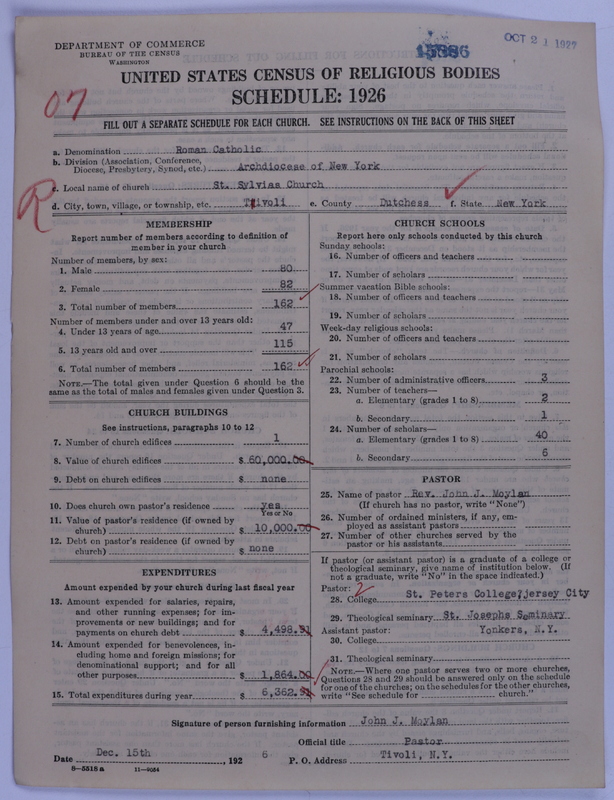 DEPARTMENT OF COMMERCE
BUREAU OF THE CENSUS
WASHINGTON
15886
OCT 21 1927
UNITED STATES CENSUS OF RELIGIOUS BODIES
SCHEDULE: 1926
07
FILL OUT A SEPARATE SCHEDULE FOR EACH CHURCH. SEE INSTRUCTIONS ON THE BACK OF THIS SHEET
a. Denomination Roman Catholic
b. Division (Association, Conference, Diocese, Presbytery, Synod, etc.) Archdiocese of New York
c. Local name of church St. Sylvias Church
R
d. City, town, village, or township, etc. Tivoli e. County Dutchess f. State New York
MEMBERSHIP
Report number of members according to definition of
member in your church
Number of members, by sex:
1. Male 80
2. Female 82
3. Total number of members 162
Number of members under and over 13 years old:
4. Under 13 years of age 47
5. 13 years old and over 115
6. Total number of members 162
NOTE.—The total given under Question 6 should be the
same as the total of males and females given under Question 3.
CHURCH BUILDINGS
See instructions, paragraphs 10 to 12
7. Number of church edifices 1
8. Value of church edifices $ 60,000.00
9. Debt on church edifices $ none
10. Does church own pastor's residence yes
Yes or No
11. Value of pastor's residence (if owned by
church) $ 10,000.00
12. Debt on pastor's residence (if owned by
church) $ none
EXPENDITURES
Amount expended by your church during last fiscal year
13. Amount expended for salaries, repairs,
and other running expenses; for im-
provements or new buildings; and for
payments on church debt $ 4,498.91
14. Amount expended for benevolences, in-
cluding home and foreign missions; for
denominational support; and for all
other purposes $ 1,864.00
15. Total expenditures during year $ 6,362.91
CHURCH SCHOOLS
Report here only schools conducted by this church
Sunday schools:
16. Number of officers and teachers
17. Number of scholars
Summer vacation Bible schools:
18. Number of officers and teachers
19. Number of scholars
Week-day religious schools:
20. Number of officers and teachers
21. Number of scholars
Parochial schools:
22. Number of administrative officers 3
23. Number of teachers—
a. Elementary (grades 1 to 8) 2
b. Secondary 1
24. Number of scholars—
a. Elementary (grades 1 to 8) 40
b. Secondary 6
PASTOR
25. Name of pastor Rev. John J. Moylan
(If church has no pastor, write "None")
26. Number of ordained ministers, if any, em-
ployed as assistant pastors
27. Number of other churches served by the
pastor or his assistants
If pastor (or assistant pastor) is a graduate of a college or
theological seminary, give name of institution below. (If
not a graduate, write "No" in the space indicated.)
Pastor: 2
28. College St. Peters College, jersey City
29. Theological seminary St. Josephs Seminary
Assistant pastor: Yonkers, N.Y.
30. College
31. Theological seminary
NOTE.—Where one pastor serves two or more churches,
Questions 28 and 29 should be answered only on the schedule
for one of the churches; on the schedules for the other churches,
write "See schedule for church."
Signature of person furnishing information John J. Moylan
Official title Pastor
Date Dec. 15th, 192 6 P. O. Address Tivoli, N.Y.
8—5518 a 11—9034